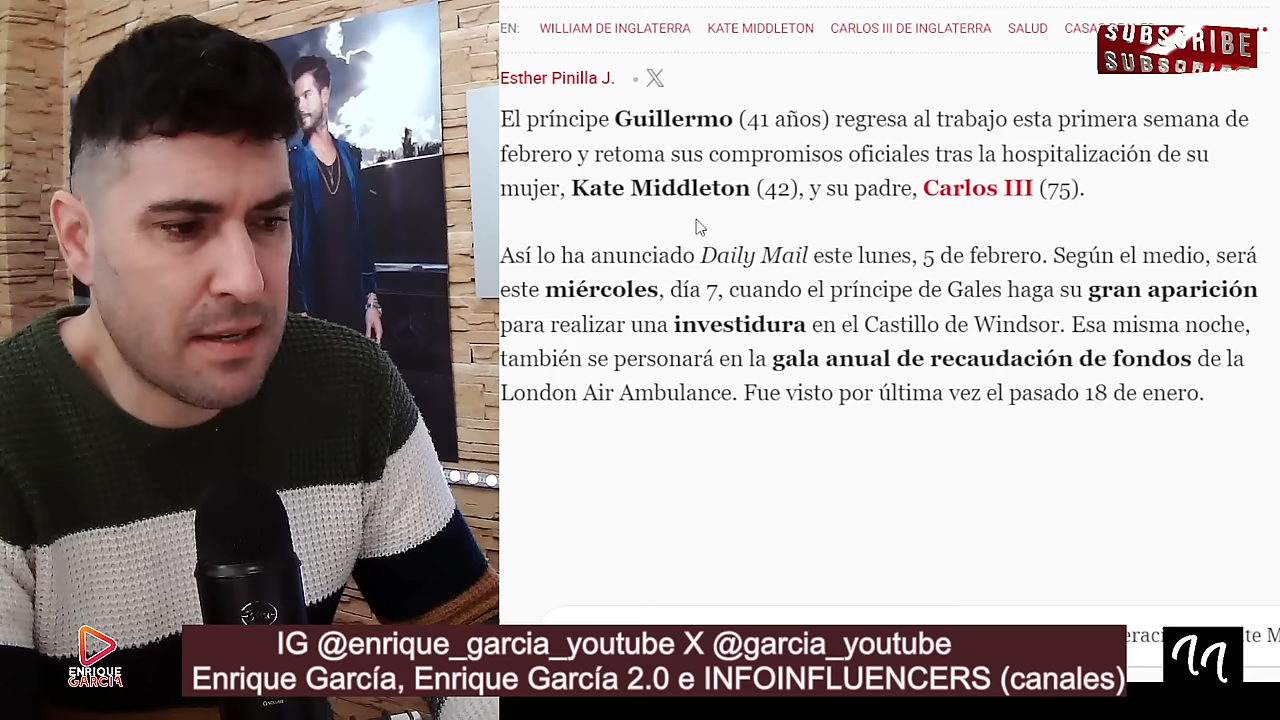 EN: WILLIAM DE INGLATERRA KATE MIDDLETON CARLOS III DE INGLATERRA SALUD
SUBSCRIBE
SUBSCRIBE
Esther Pinilla J.
El príncipe Guillermo (41 años) regresa al trabajo esta primera semana de
febrero y retoma sus compromisos oficiales tras la hospitalización de su
mujer, Kate Middleton (42), y su padre, Carlos III (75).
Así lo ha anunciado Daily Mail este lunes, 5 de febrero. Según el medio, será
este miércoles, día 7, cuando el príncipe de Gales haga su gran aparición
para realizar una investidura en el Castillo de Windsor. Esa misma noche,
también se personará en la gala anual de recaudación de fondos de la
London Air Ambulance. Fue visto por última vez el pasado 18 de enero.
IG @enrique_garcia_youtube X @garcia_youtube
Enrique García, Enrique García 2.0 e INFOINFLUENCERS (canales)
ENRIQUE
GARCÍA